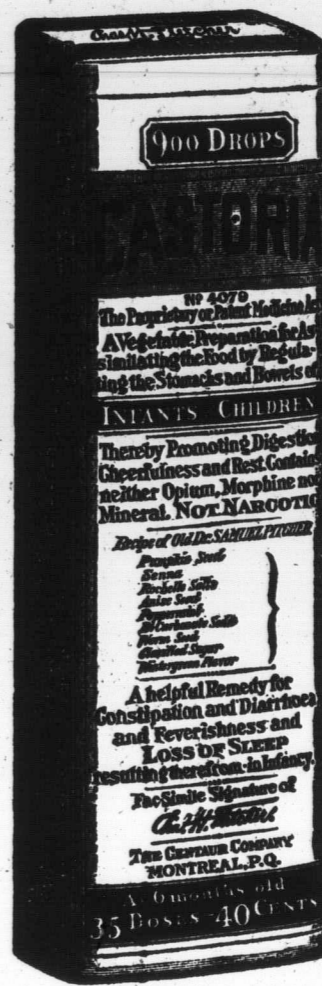 Chas. H. Fletcher
900 DROPS
CASTORIA
Nº 4079
The Proprietary or Patent Medicine Act
A Vegetable Preparation for As-
similating the Food by Regula-
ting the Stomachs and Bowels of
INFANTS CHILDREN
Thereby Promoting Digestion
Cheerfulness and Rest. Contains
neither Opium, Morphine nor
Mineral. NOT NARCOTIC
Recipe of Old Dr. SAMUEL PITCHER
Pumpkin Seed
Senna
Rochelle Salts
Anise Seed
Peppermint
Bi Carbonate Soda
Worm Seed
Clarified Sugar
Wintergreen Flavor
A helpful Remedy for
Constipation and Diarrhoea
and Feverishness and
LOSS OF SLEEP
resulting therefrom in Infancy.
Fac Simile Signature of
Chas. H. Fletcher.
THE CENTAUR COMPANY
MONTREAL, P.Q.
At 6 months old
35 DOSES - 40 CENTS